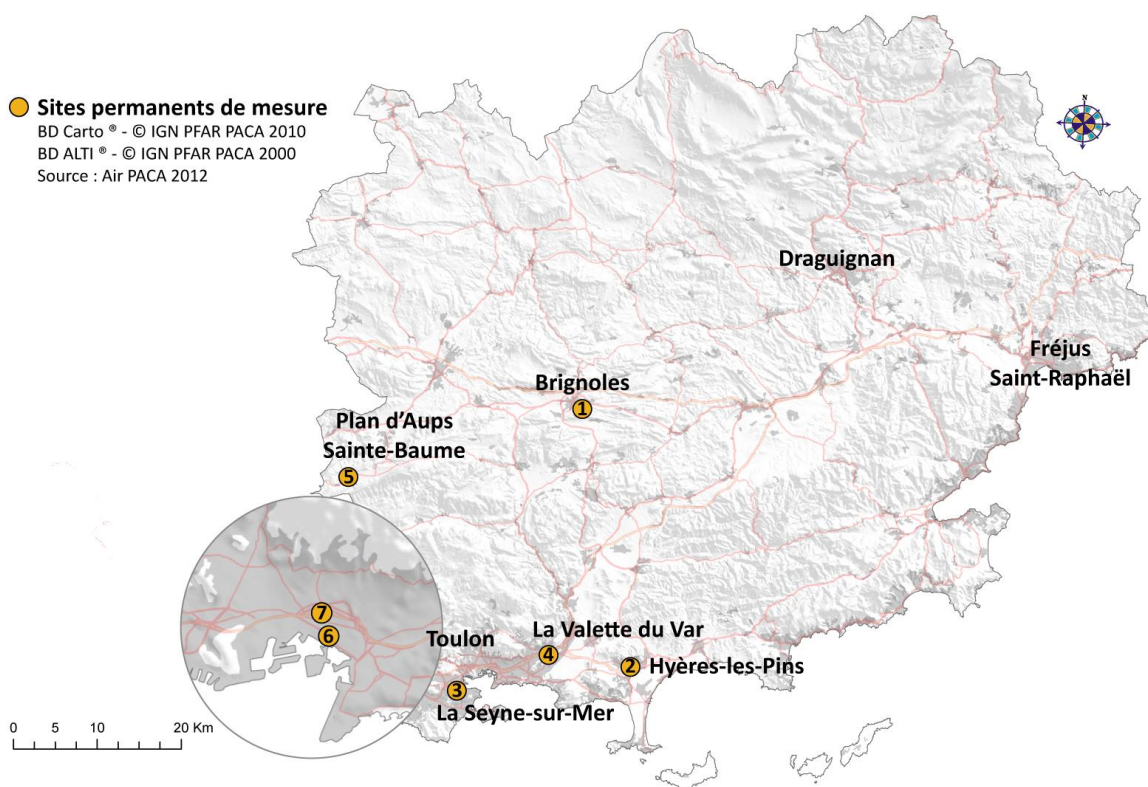 Sites permanents de mesure
BD Carto ® - © IGN PFAR PACA 2010
BD ALTI ® - © IGN PFAR PACA 2000
Source : Air PACA 2012
N
Draguignan
Fréjus
Saint-Raphaël
Brignoles
1
Plan d'Aups
Sainte-Baume
5
7
6
Toulon
La Valette du Var
4
2
Hyères-les-Pins
3
La Seyne-sur-Mer
0 5 10 20 Km